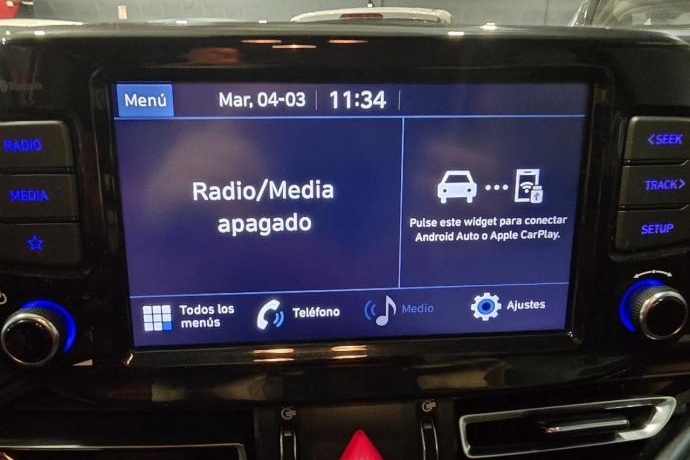 Menú
Mar, 04-03
11:34
RADIO
MEDIA
Radio/Media
apagado
Pulse este widget para conectar
Android Auto o Apple CarPlay.
Todos los
menús
Teléfono
Medio
Ajustes
<SEEK
TRACK>
SETUP